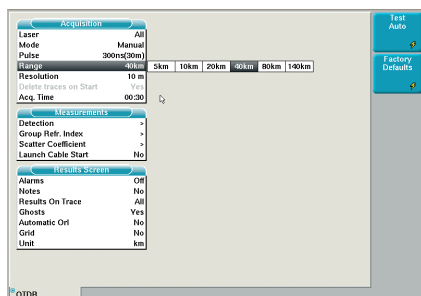 Acquisition
Laser All
Mode Manual
Pulse 300ns(30m)
Range 40km 5km 10km 20km 40km 80km 140km
Resolution 10 m
Delete traces on Start Yes
Acq. Time 00:30
Measurements
Detection >
Group Refr. Index >
Scatter Coefficient >
Launch Cable Start No
Results Screen
Alarms Off
Notes No
Results On Trace All
Ghosts Yes
Automatic Orl No
Grid No
Unit km
Test
Auto
Factory
Defaults
OTDR